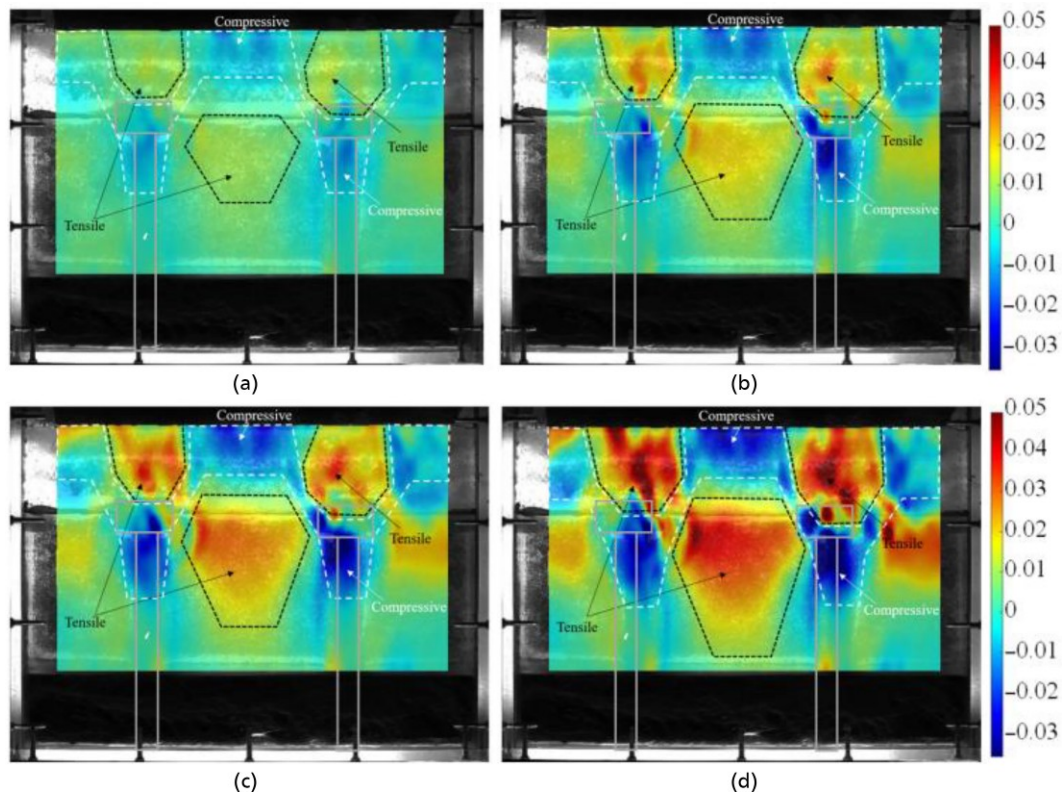 Compressive
Tensile
Tensile
Compressive
(a)
Compressive
Tensile
Tensile
Compressive
(b)
0.05
0.04
0.03
0.02
0.01
0
−0.01
−0.02
−0.03
Compressive
Tensile
Tensile
Compressive
(c)
Compressive
Tensile
Tensile
Compressive
(d)
0.05
0.04
0.03
0.02
0.01
0
−0.01
−0.02
−0.03